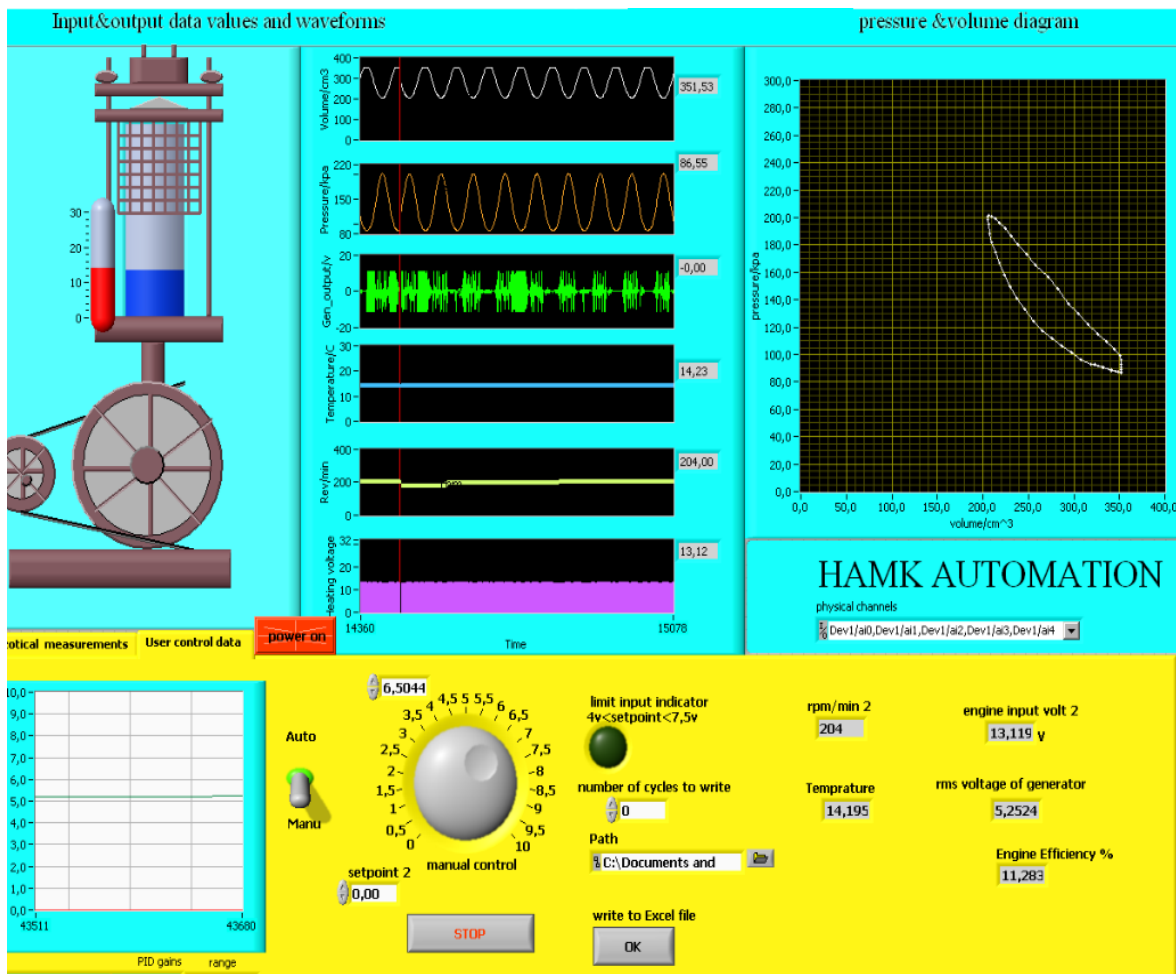 Input&output data values and waveforms
pressure &volume diagram
Volume/cm3
400
300
200
0
351,53
Pressure/kpa
220
150
80
86,55
Gen_output/v
20
0
-20
-0,00
Temperature/C
30
20
10
0
14,23
Rev/min
400
200
0
204,00
Heating voltage
32
20
10
0
13,12
14360
15078
Time
30
20
10
0
pressure/kpa
300,0
280,0
260,0
240,0
220,0
200,0
180,0
160,0
140,0
120,0
100,0
80,0
60,0
40,0
20,0
0,0
0,0 50,0 100,0 150,0 200,0 250,0 300,0 350,0 400,0
volume/cm^3
HAMK AUTOMATION
physical channels
Dev1/ai0,Dev1/ai1,Dev1/ai2,Dev1/ai3,Dev1/ai4
otical measurements
User control data
power on
10,0
9,0
8,0
7,0
6,0
5,0
4,0
3,0
2,0
1,0
0,0
43511
43680
PID gains
range
Auto
Manu
6,5044
0
0,5
1
1,5
2
2,5
3
3,5
4
4,5
5
5,5
6
6,5
7
7,5
8
8,5
9
9,5
10
manual control
setpoint 2
0,00
STOP
limit input indicator
4v<setpoint<7,5v
number of cycles to write
0
Path
C:\Documents and
write to Excel file
OK
rpm/min 2
204
engine input volt 2
13,119 v
Temprature
14,195
rms voltage of generator
5,2524
Engine Efficiency %
11,283